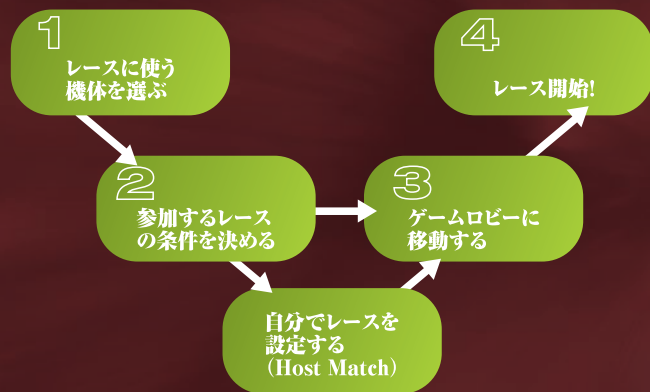 1
レースに使う
機体を選ぶ
2
参加するレース
の条件を決める
自分でレースを
設定する
(Host Match)
3
ゲームロビーに
移動する
4
レース開始!